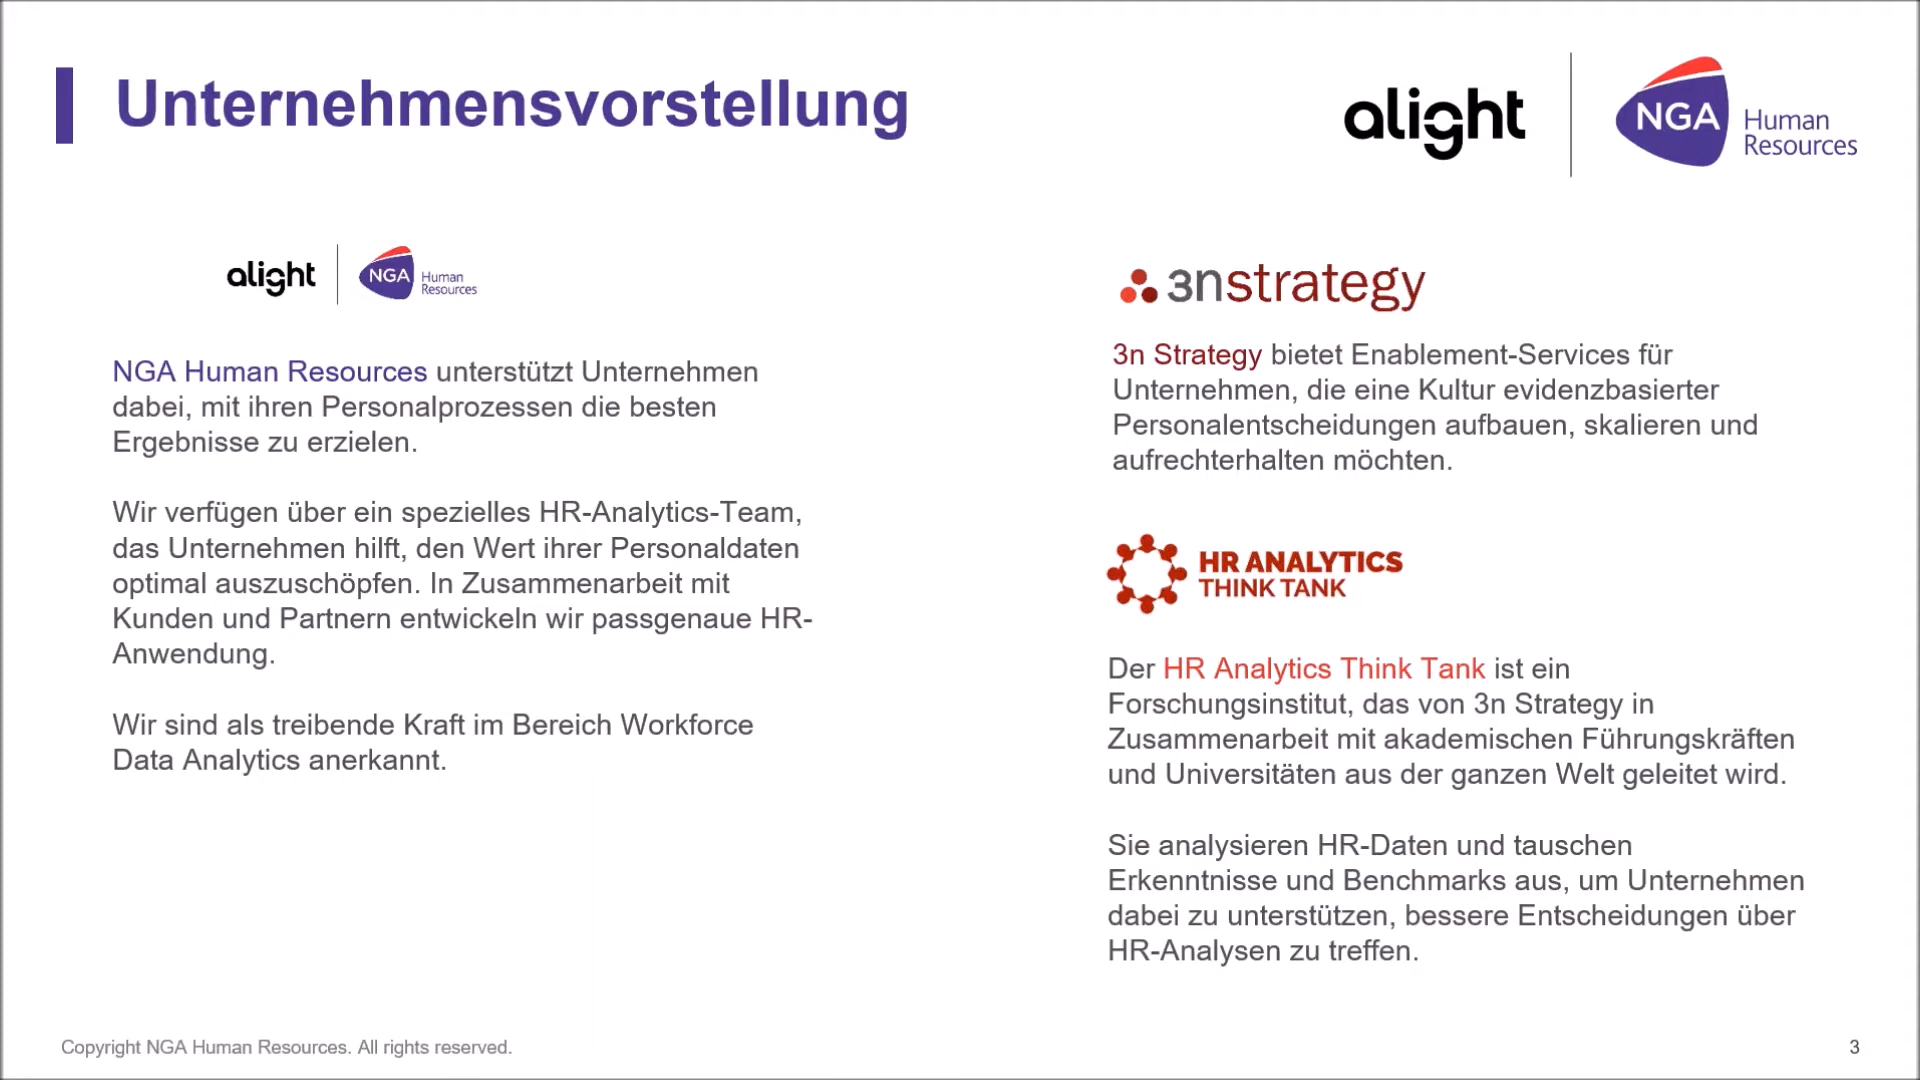 Unternehmensvorstellung
alight
NGA
Human
Resources
alight
NGA
Human
Resources
NGA Human Resources unterstützt Unternehmen
dabei, mit ihren Personalprozessen die besten
Ergebnisse zu erzielen.
Wir verfügen über ein spezielles HR-Analytics-Team,
das Unternehmen hilft, den Wert ihrer Personaldaten
optimal auszuschöpfen. In Zusammenarbeit mit
Kunden und Partnern entwickeln wir passgenaue HR-
Anwendung.
Wir sind als treibende Kraft im Bereich Workforce
Data Analytics anerkannt.
3nstrategy
3n Strategy bietet Enablement-Services für
Unternehmen, die eine Kultur evidenzbasierter
Personalentscheidungen aufbauen, skalieren und
aufrechterhalten möchten.
HR ANALYTICS
THINK TANK
Der HR Analytics Think Tank ist ein
Forschungsinstitut, das von 3n Strategy in
Zusammenarbeit mit akademischen Führungskräften
und Universitäten aus der ganzen Welt geleitet wird.
Sie analysieren HR-Daten und tauschen
Erkenntnisse und Benchmarks aus, um Unternehmen
dabei zu unterstützen, bessere Entscheidungen über
HR-Analysen zu treffen.
Copyright NGA Human Resources. All rights reserved.
3